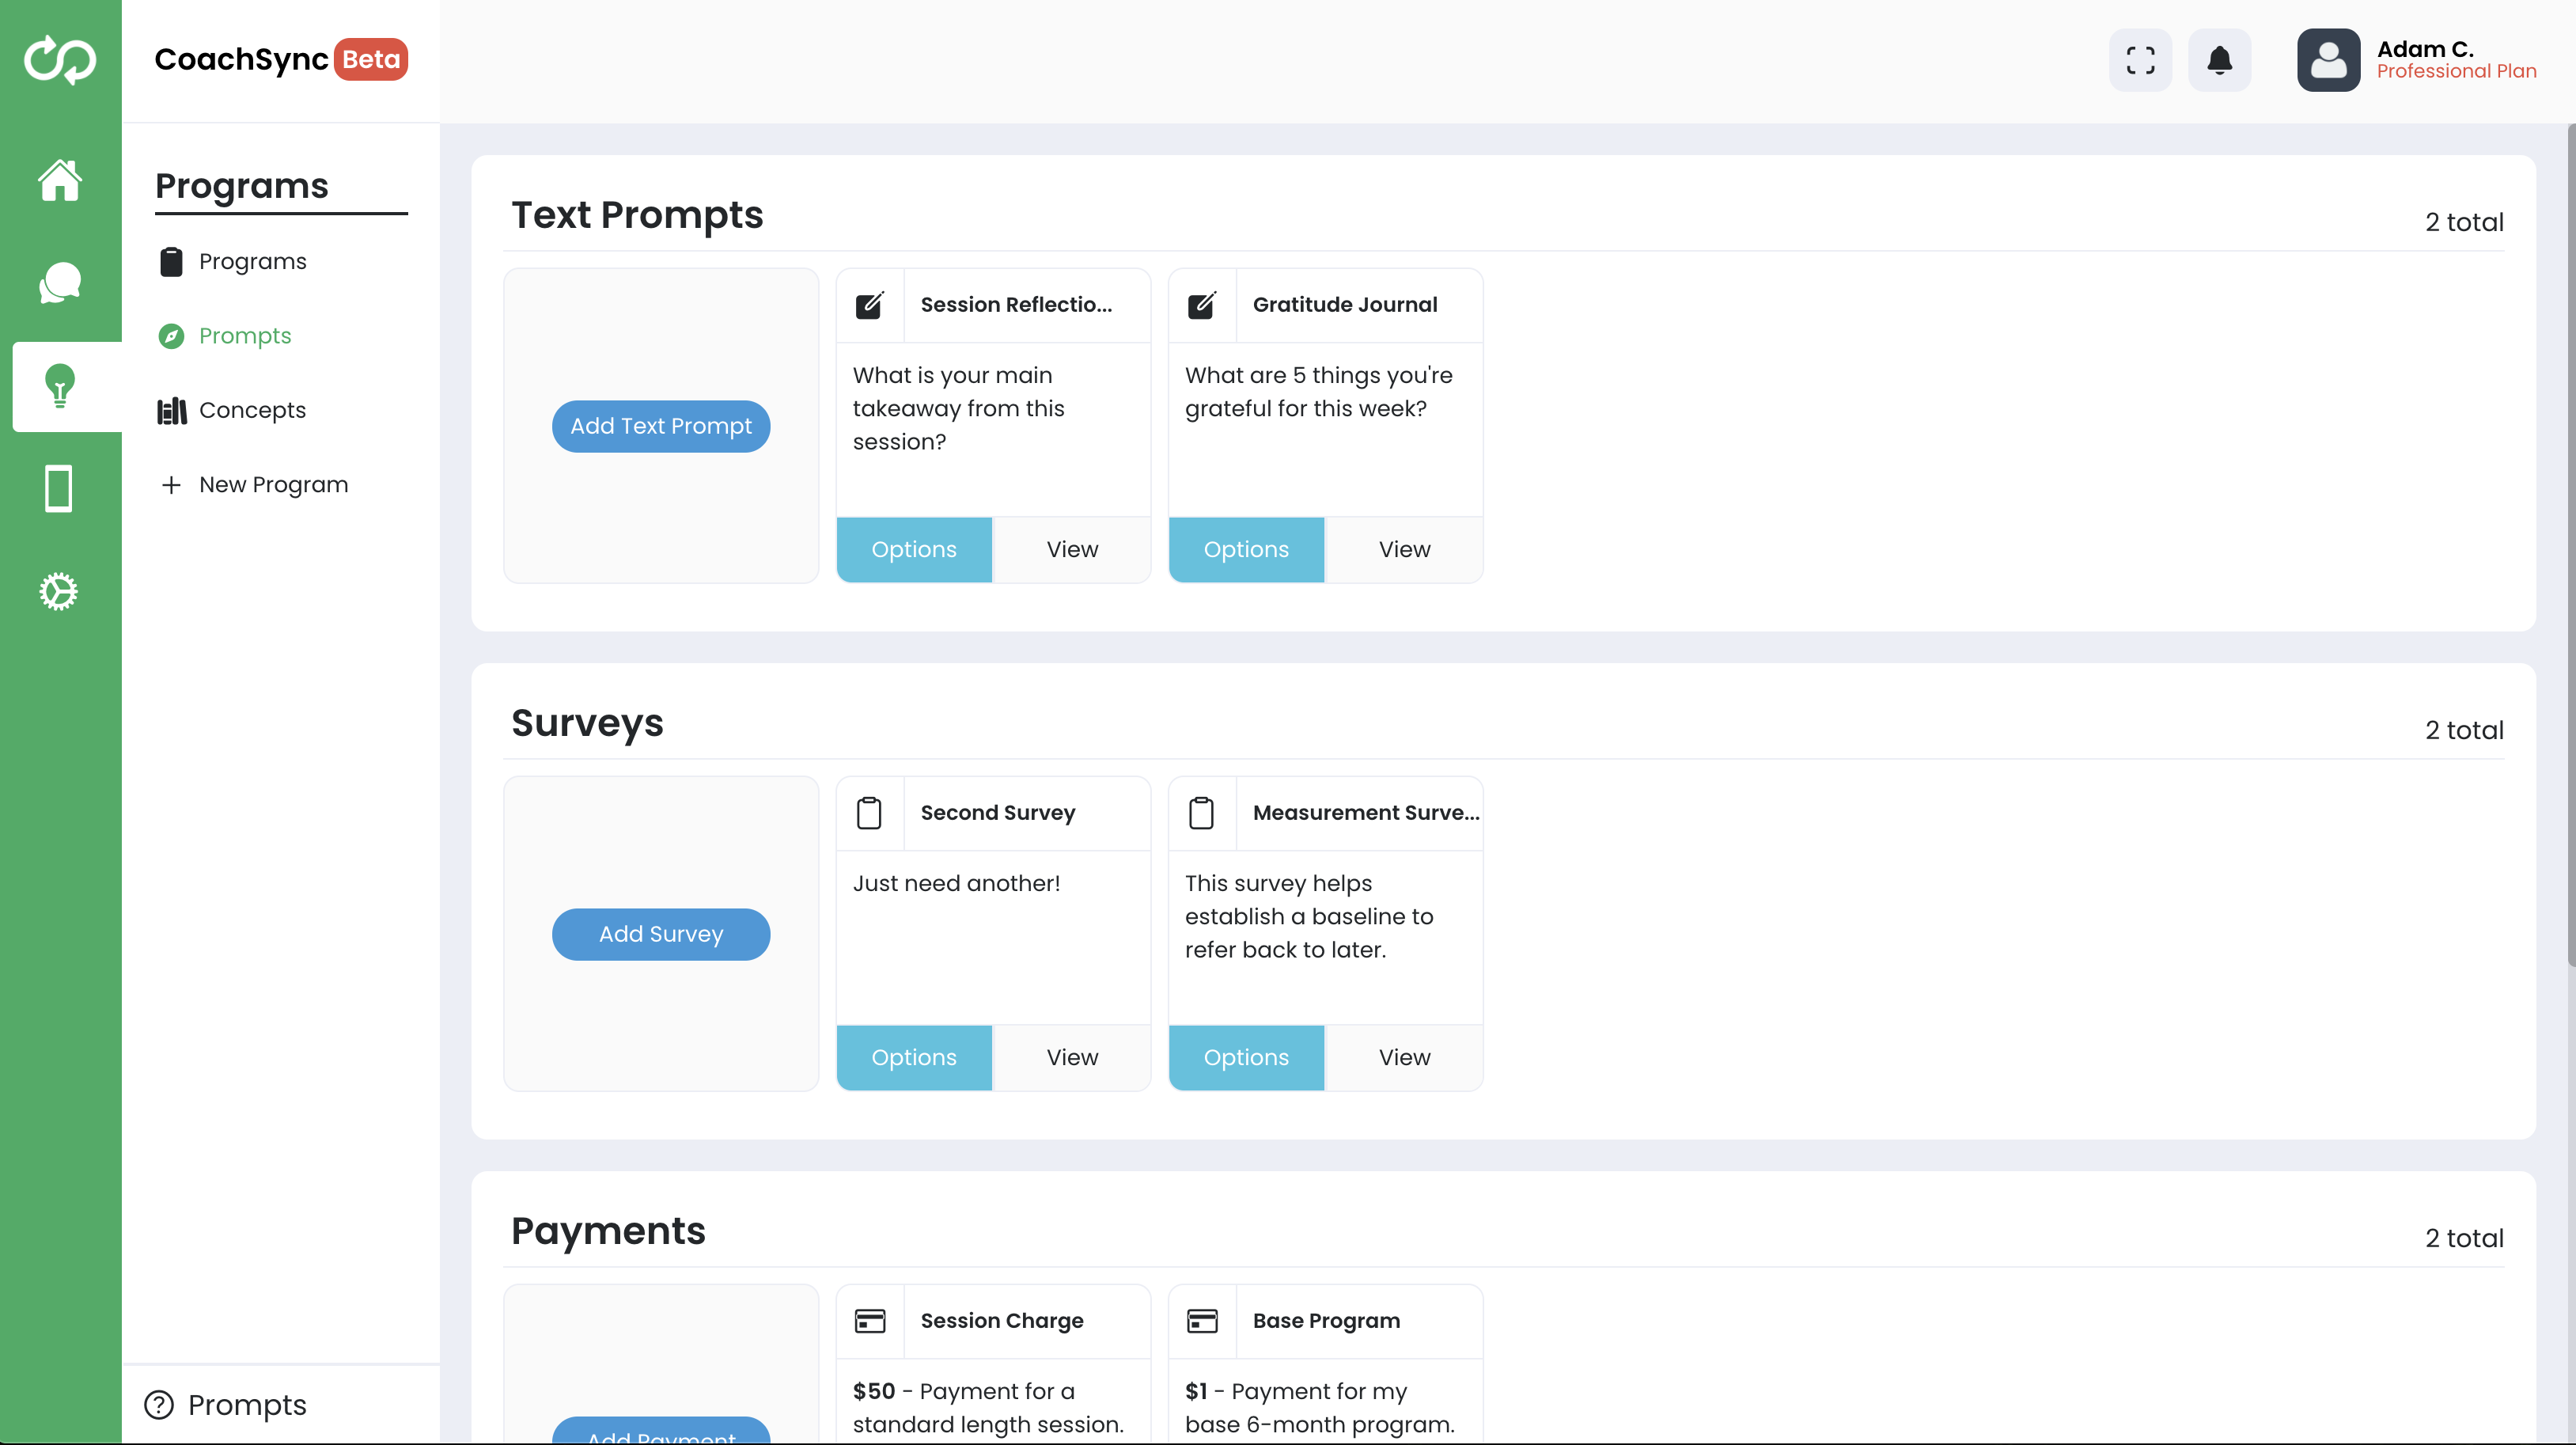 CoachSync Beta
Adam C.
Professional Plan
Programs
Programs
Prompts
Concepts
New Program
Prompts
Text Prompts
2 total
Add Text Prompt
Session Reflectio...
What is your main
takeaway from this
session?
Options
View
Gratitude Journal
What are 5 things you're
grateful for this week?
Options
View
Surveys
2 total
Add Survey
Second Survey
Just need another!
Options
View
Measurement Surve...
This survey helps
establish a baseline to
refer back to later.
Options
View
Payments
2 total
Add Payment
Session Charge
$50 - Payment for a
standard length session.
Base Program
$1 - Payment for my
base 6-month program.